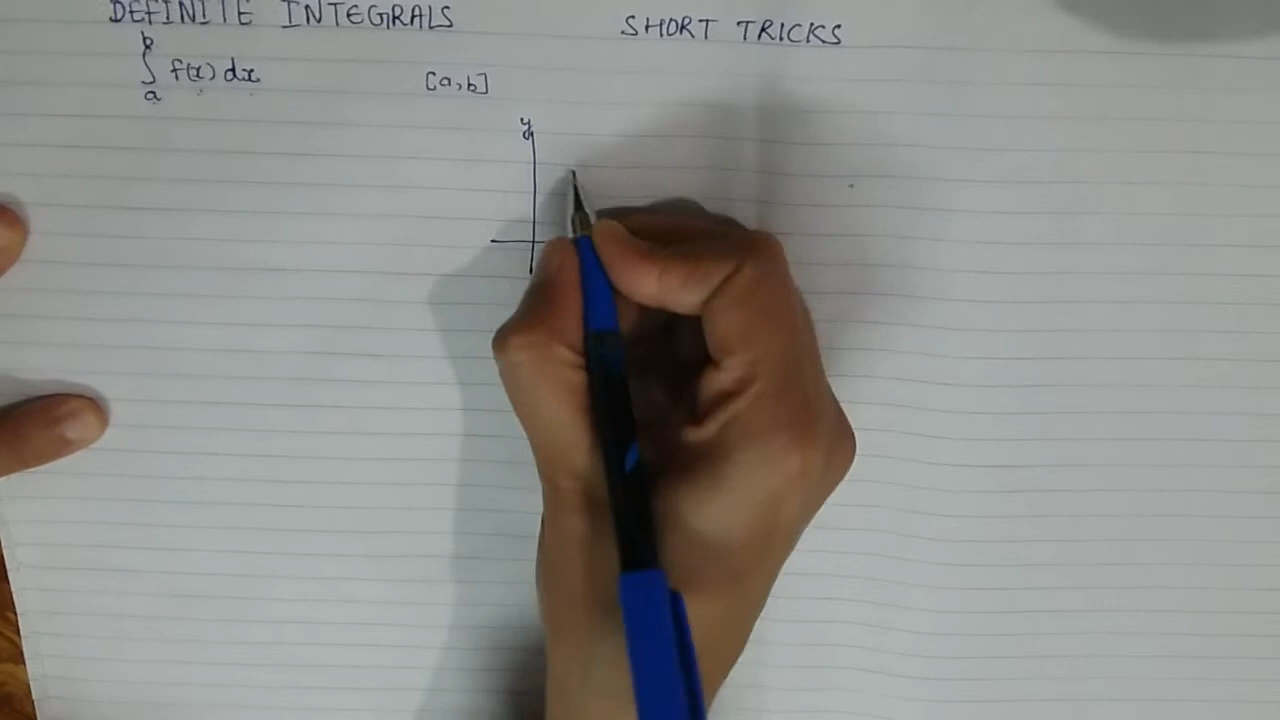 DEFINITE INTEGRALS SHORT TRICKS
∫ₐᵇ f(x) dx [a,b]
y